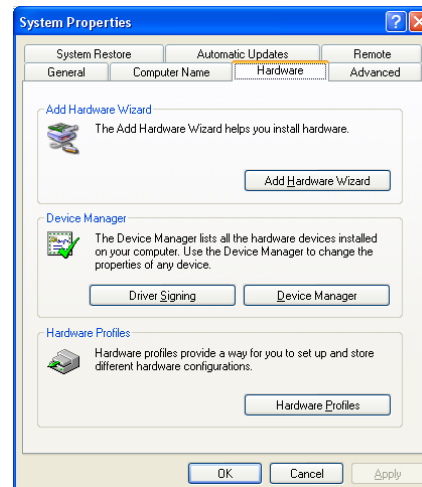 System Properties
System Restore Automatic Updates Remote
General Computer Name Hardware Advanced
Add Hardware Wizard
The Add Hardware Wizard helps you install hardware.
Add Hardware Wizard
Device Manager
The Device Manager lists all the hardware devices installed
on your computer. Use the Device Manager to change the
properties of any device.
Driver Signing Device Manager
Hardware Profiles
Hardware profiles provide a way for you to set up and store
different hardware configurations.
Hardware Profiles
OK Cancel Apply